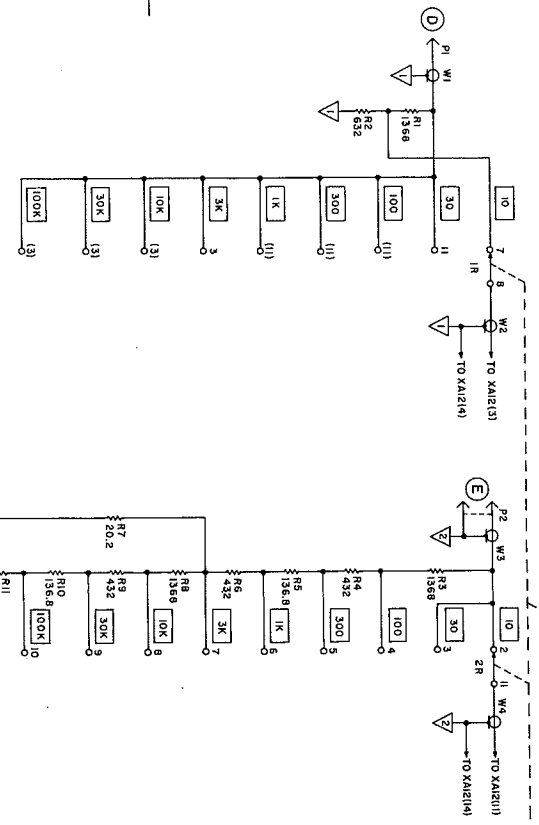 D
P1
W1
1
R1
1368
R2
632
1
10
30
100
300
1K
3K
10K
30K
100K
7
11
(11)
(11)
(11)
3
(3)
(3)
(3)
1R
8
W2
1
TO XA12(3)
TO XA12(4)
E
P2
W3
2
R3
1368
R4
432
R5
136.8
R6
432
R7
20.2
R8
1368
R9
432
R10
136.8
R11
10
30
100
300
1K
3K
10K
30K
100K
2
3
4
5
6
7
8
9
10
2R
11
W4
2
TO XA12(11)
TO XA12(14)